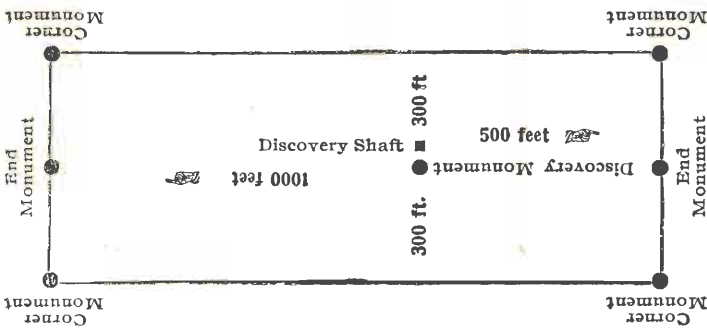 Corner
Monument
Corner
Monument
End
Monument
300 ft
Discovery Shaft
500 feet
Discovery Monument
1000 feet
300 ft.
End
Monument
Corner
Monument
Corner
Monument